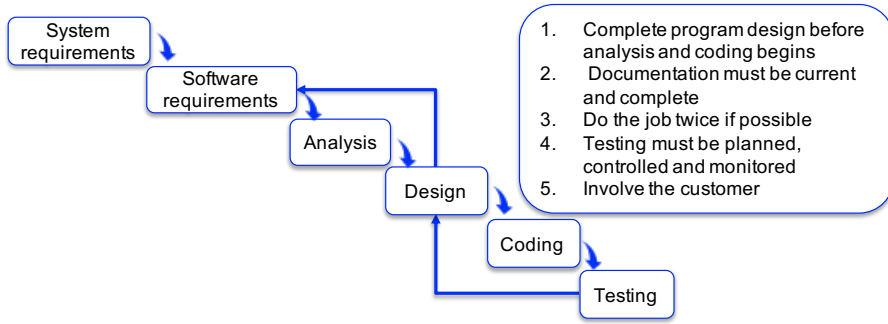 System
requirements
Software
requirements
Analysis
Design
Coding
Testing
1. Complete program design before
analysis and coding begins
2. Documentation must be current
and complete
3. Do the job twice if possible
4. Testing must be planned,
controlled and monitored
5. Involve the customer